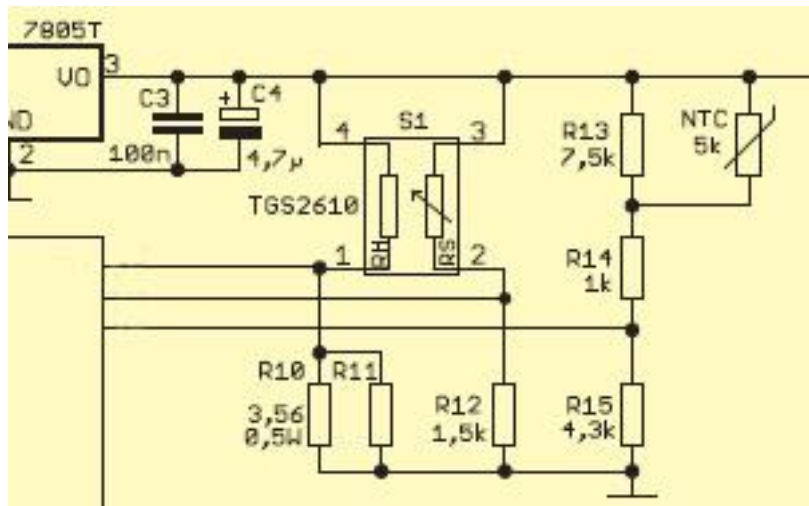 7805T
VO
3
ND
2
C3
100n
+
C4
4,7µ
S1
4
3
TGS2610
RH
RS
1
2
R13
7,5k
NTC
5k
R14
1k
R10
3,56
0,5W
R11
R12
1,5k
R15
4,3k